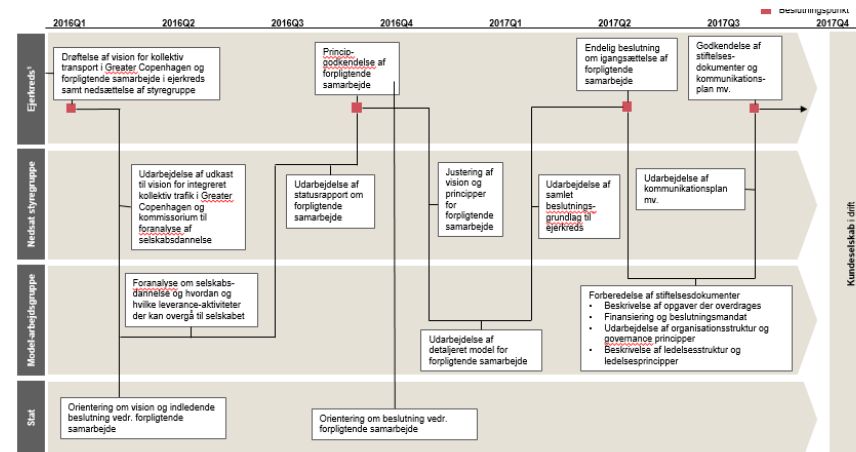 Beslutningspunkt
2016Q1 2016Q2 2016Q3 2016Q4 2017Q1 2017Q2 2017Q3 2017Q4
Ejerkreds¹
Drøftelse af vision for kollektiv
transport i Greater Copenhagen og
forpligtende samarbejde i ejerkreds
samt nedsættelse af styregruppe
Princip-
godkendelse af
forpligtende
samarbejde
Endelig beslutning
om igangsættelse af
forpligtende
samarbejde
Godkendelse af
stiftelses-
dokumenter og
kommunikations-
plan mv.
Nedsat styregruppe
Udarbejdelse af udkast
til vision for integreret
kollektiv trafik i Greater
Copenhagen og
kommissorium til
foranalyse af
selskabsdannelse
Udarbejdelse af
statusrapport om
forpligtende
samarbejde
Justering af
vision og
principper
for
forpligtende
samarbejde
Udarbejdelse af
samlet
beslutnings-
grundlag til
ejerkreds
Udarbejdelse af
kommunikationsplan
mv.
Model-arbejdsgruppe
Foranalyse om selskabs-
dannelse og hvordan og
hvilke leverance-aktiviteter
der kan overgå til selskabet
Udarbejdelse af
detaljeret model for
forpligtende samarbejde
Forberedelse af stiftelsesdokumenter
• Beskrivelse af opgaver der overdrages
• Finansiering og beslutningsmandat
• Udarbejdelse af organisationsstruktur og
governance principper
• Beskrivelse af ledelsesstruktur og
ledelsesprincipper
Stat
Orientering om vision og indledende
beslutning vedr. forpligtende
samarbejde
Orientering om beslutning vedr.
forpligtende samarbejde
Kundeselskab i drift